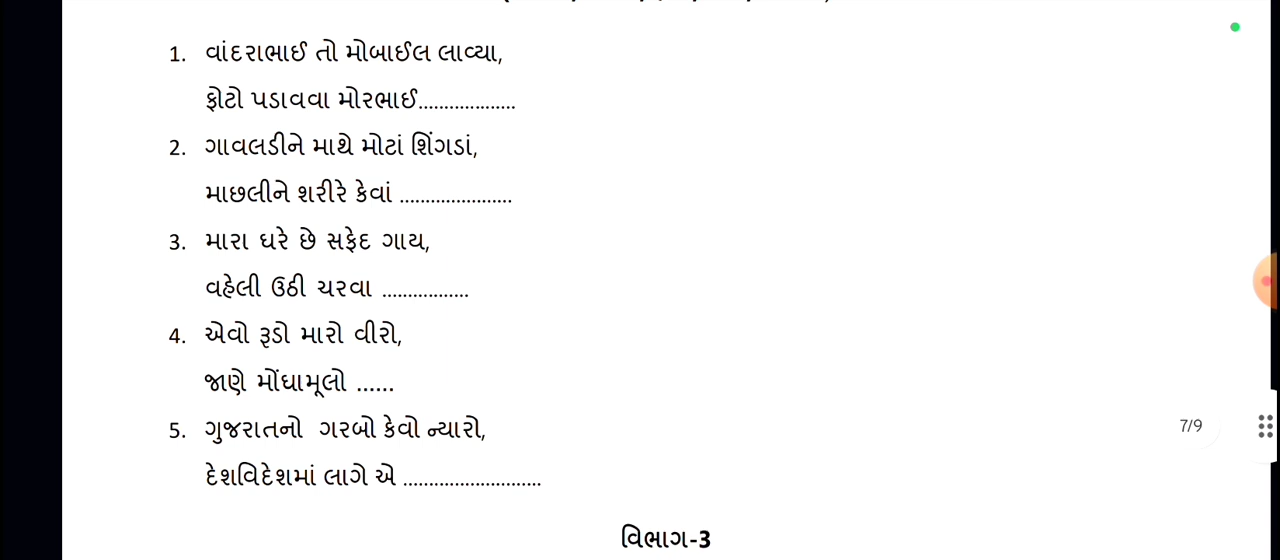 1. વાંદરાભાઈ તો મોબાઈલ લાવ્યા,
ફોટો પડાવવા મોરભાઈ...................
2. ગાવલડીને માથે મોટાં શિંગડાં,
માછલીને શરીરે કેવાં ......................
3. મારા ઘરે છે સફેદ ગાય,
વહેલી ઉઠી ચરવા .................
4. એવો રૂડો મારો વીરો,
જાણે મોંઘામૂલો ......
5. ગુજરાતનો ગરબો કેવો ન્યારો,
7/9
દેશવિદેશમાં લાગે એ ...........................
વિભાગ-3